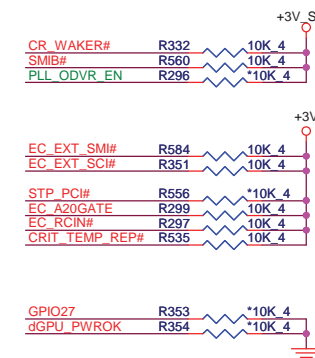 +3V_S
CR_WAKER# R332 10K_4
SMIB# R560 10K_4
PLL_ODVR_EN R296 *10K_4
+3V
EC_EXT_SMI# R584 10K_4
EC_EXT_SCI# R351 10K_4
STP_PCI# R556 *10K_4
EC_A20GATE R299 10K_4
EC_RCIN# R297 10K_4
CRIT_TEMP_REP# R535 10K_4
GPIO27 R353 *10K_4
dGPU_PWROK R354 *10K_4